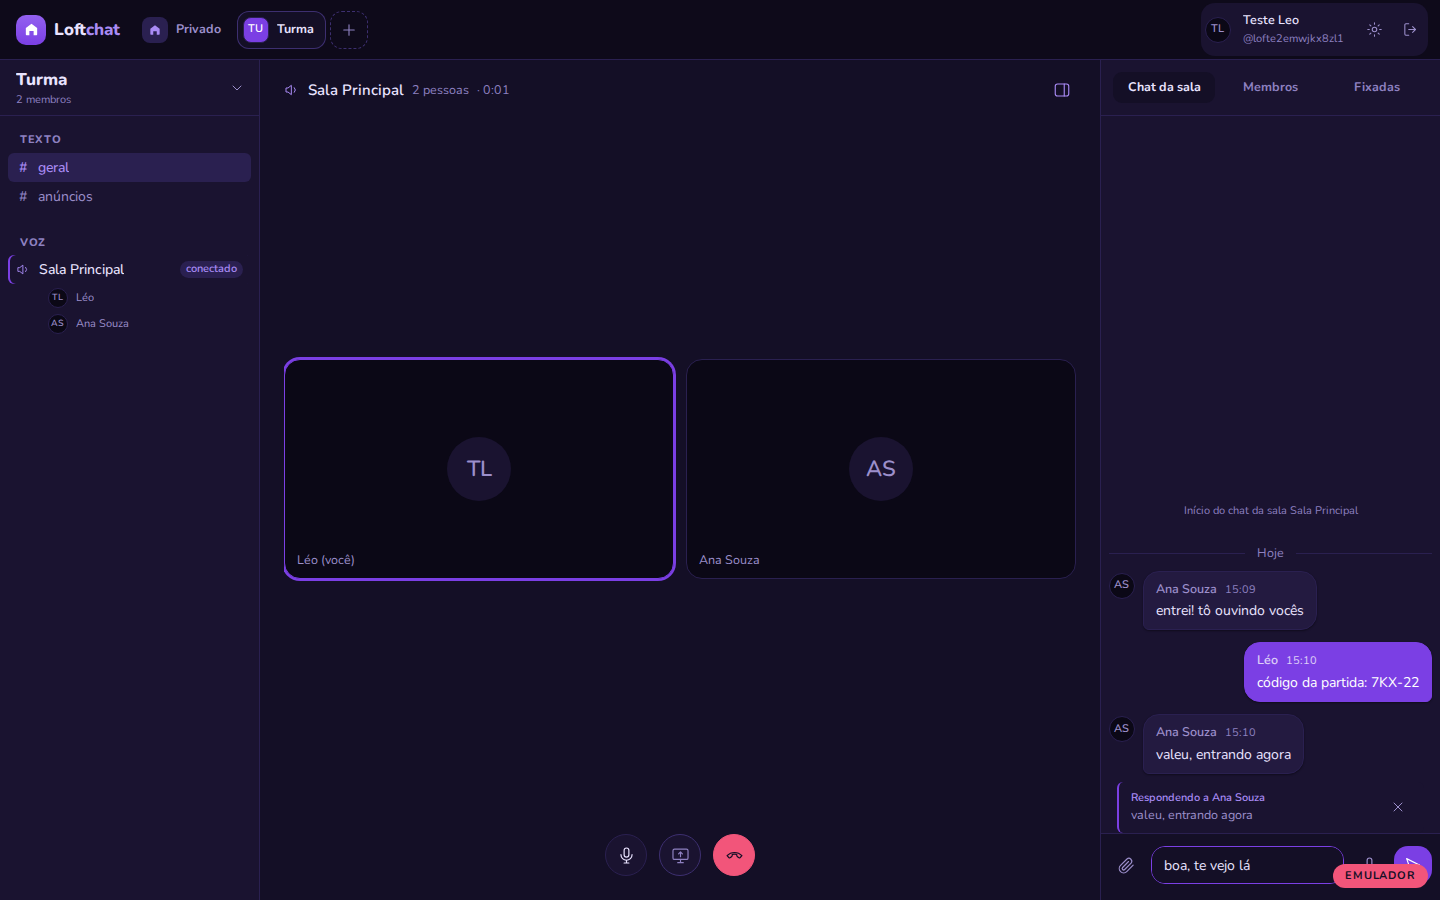 Loftchat
Privado
TU
Turma
TL
Teste Leo
@lofte2emwjkx8zl1
Turma
2 membros
TEXTO
# geral
# anúncios
VOZ
Sala Principal
conectado
TL
Léo
AS
Ana Souza
Sala Principal
2 pessoas
· 0:01
TL
Léo (você)
AS
Ana Souza
Chat da sala
Membros
Fixadas
Início do chat da sala Sala Principal
Hoje
AS
Ana Souza 15:09
entrei! tô ouvindo vocês
Léo 15:10
código da partida: 7KX-22
AS
Ana Souza 15:10
valeu, entrando agora
Respondendo a Ana Souza
valeu, entrando agora
boa, te vejo lá
EMULADOR